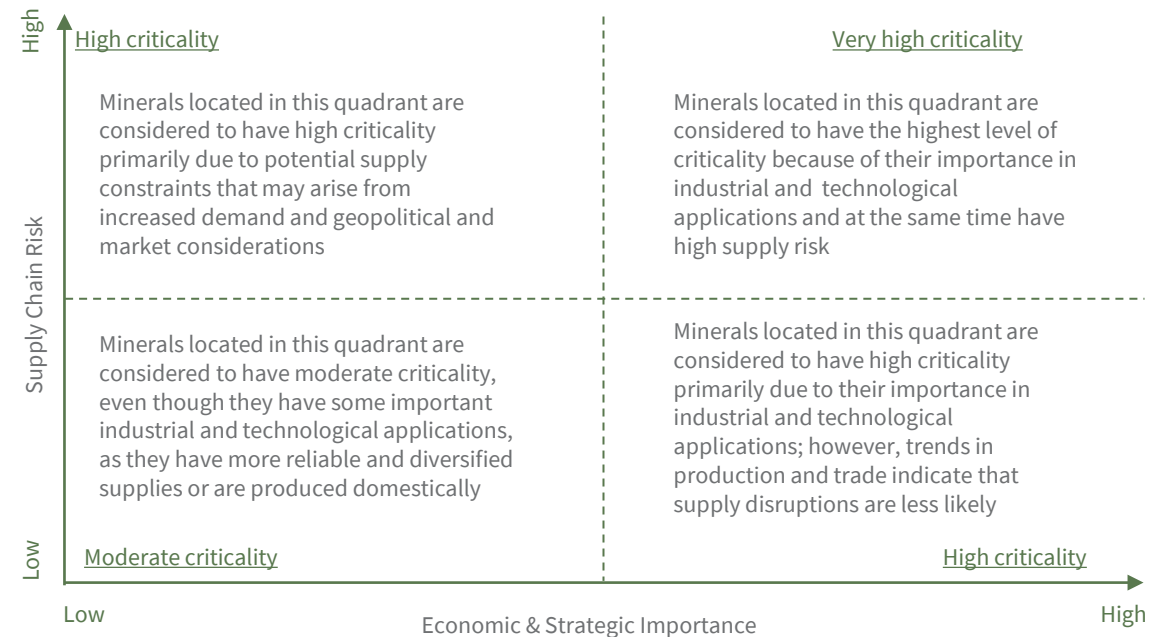 High
High criticality
Very high criticality
Minerals located in this quadrant are
considered to have high criticality
primarily due to potential supply
constraints that may arise from
increased demand and geopolitical and
market considerations
Minerals located in this quadrant are
considered to have the highest level of
criticality because of their importance in
industrial and technological
applications and at the same time have
high supply risk
Supply Chain Risk
Minerals located in this quadrant are
considered to have moderate criticality,
even though they have some important
industrial and technological applications,
as they have more reliable and diversified
supplies or are produced domestically
Minerals located in this quadrant are
considered to have high criticality
primarily due to their importance in
industrial and technological
applications; however, trends in
production and trade indicate that
supply disruptions are less likely
Low
Moderate criticality
High criticality
Low
Economic & Strategic Importance
High